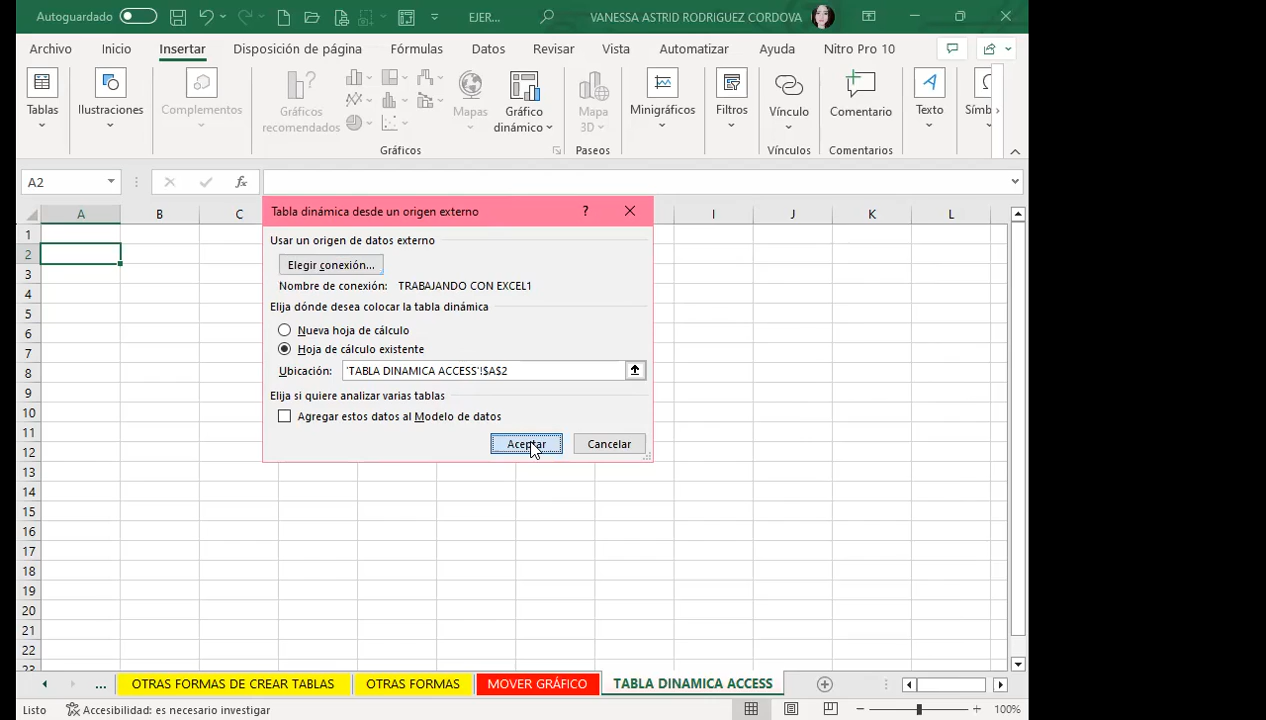 Autoguardado
EJER...
VANESSA ASTRID RODRIGUEZ CORDOVA
Archivo Inicio Insertar Disposición de página Fórmulas Datos Revisar Vista Automatizar Ayuda Nitro Pro 10
Tablas
Ilustraciones
Complementos
Gráficos
recomendados
Mapas
Gráfico
dinámico
Mapa
3D
Minigráficos
Filtros
Vínculo
Comentario
Texto
Símb
Gráficos Paseos Vínculos Comentarios
A2
fx
A B C I J K L
Tabla dinámica desde un origen externo ?
Usar un origen de datos externo
Elegir conexión...
Nombre de conexión: TRABAJANDO CON EXCEL1
Elija dónde desea colocar la tabla dinámica
Nueva hoja de cálculo
Hoja de cálculo existente
Ubicación: 'TABLA DINAMICA ACCESS'!$A$2
Elija si quiere analizar varias tablas
Agregar estos datos al Modelo de datos
Aceptar Cancelar
1
2
3
4
5
6
7
8
9
10
11
12
13
14
15
16
17
18
19
20
21
22
23
... OTRAS FORMAS DE CREAR TABLAS OTRAS FORMAS MOVER GRÁFICO TABLA DINAMICA ACCESS
Listo Accesibilidad: es necesario investigar 100%